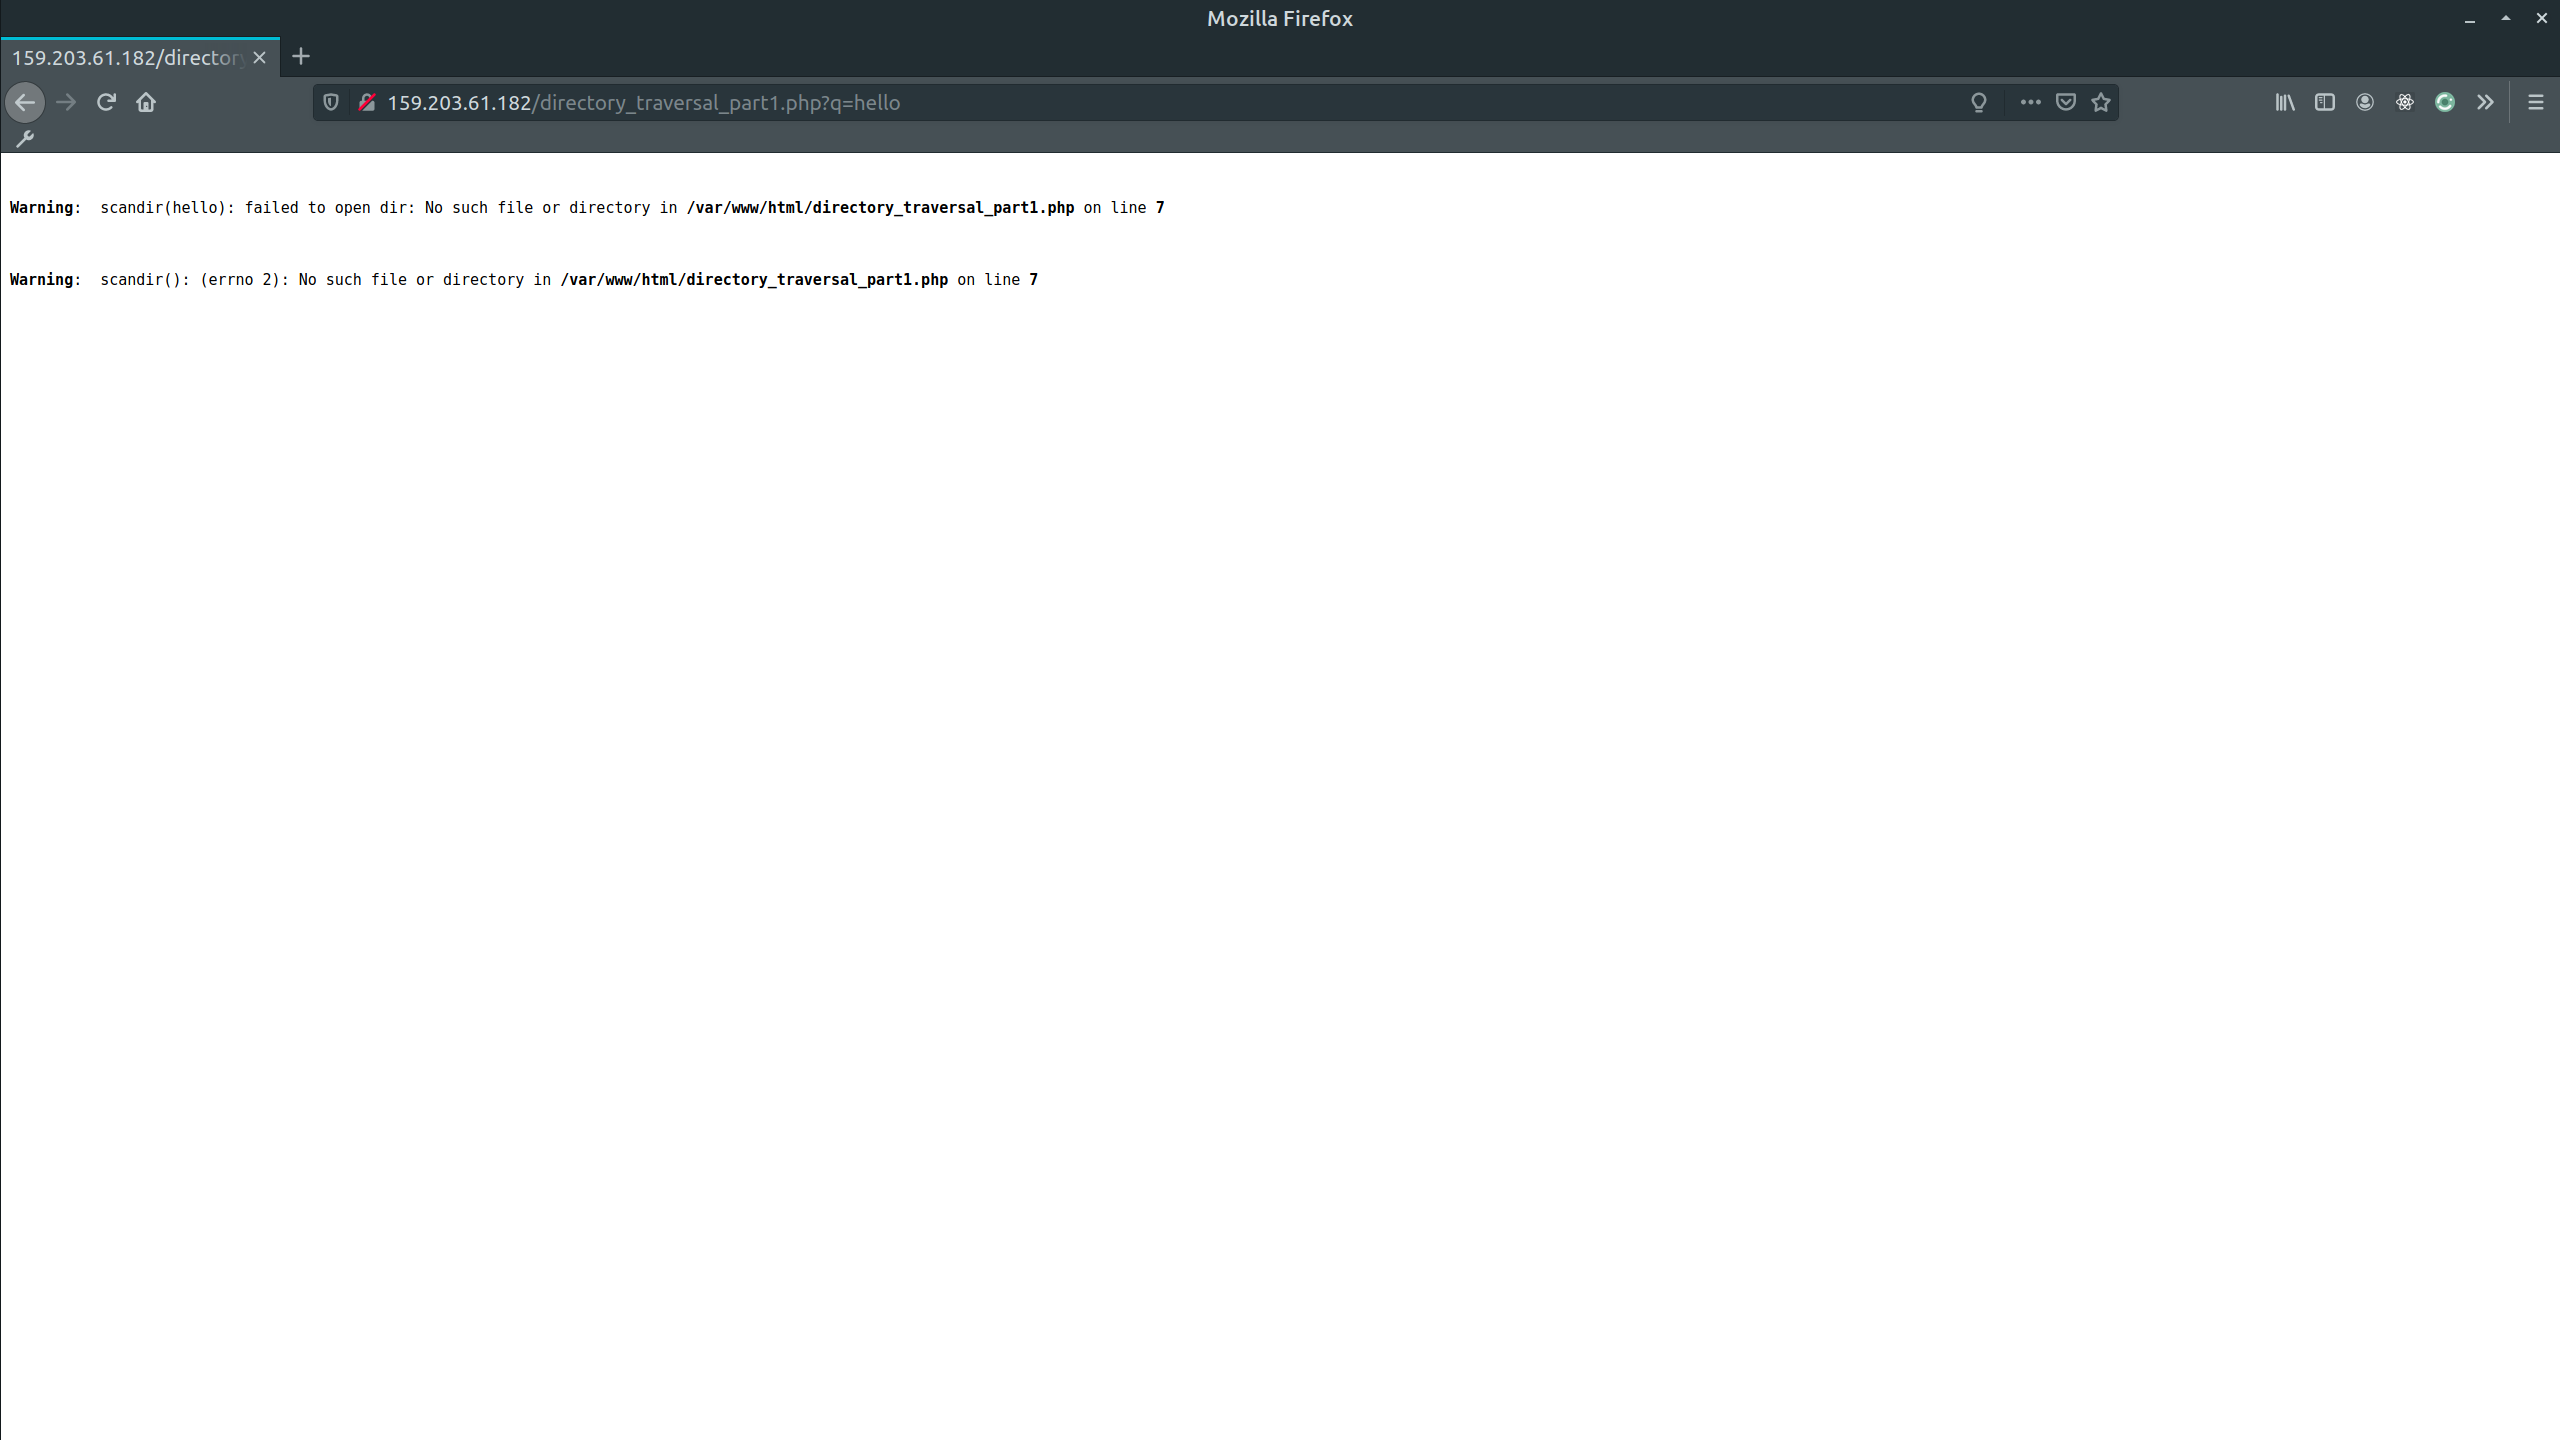 Mozilla Firefox
159.203.61.182/directory
159.203.61.182/directory_traversal_part1.php?q=hello
Warning:  scandir(hello): failed to open dir: No such file or directory in /var/www/html/directory_traversal_part1.php on line 7
Warning:  scandir(): (errno 2): No such file or directory in /var/www/html/directory_traversal_part1.php on line 7